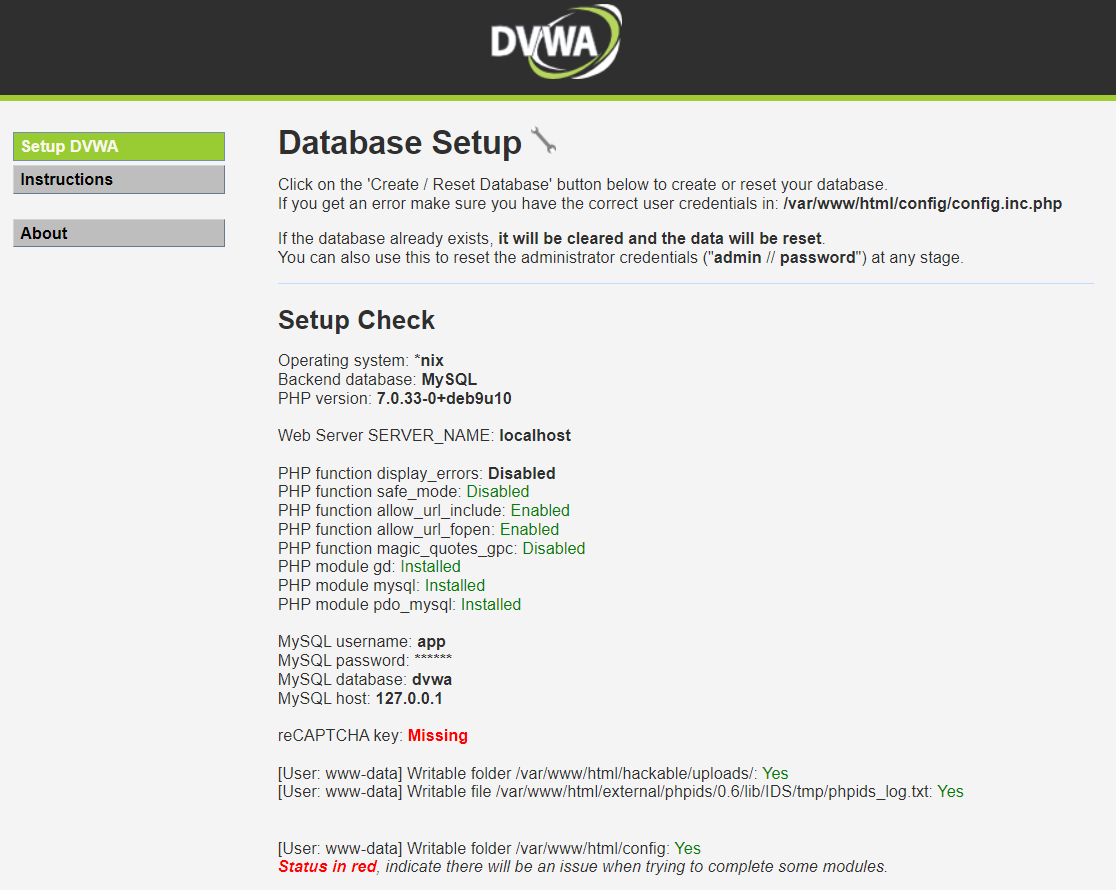 DVWA
Setup DVWA
Instructions
About
Database Setup
Click on the 'Create / Reset Database' button below to create or reset your database.
If you get an error make sure you have the correct user credentials in: /var/www/html/config/config.inc.php
If the database already exists, it will be cleared and the data will be reset.
You can also use this to reset the administrator credentials ("admin // password") at any stage.
Setup Check
Operating system: *nix
Backend database: MySQL
PHP version: 7.0.33-0+deb9u10
Web Server SERVER_NAME: localhost
PHP function display_errors: Disabled
PHP function safe_mode: Disabled
PHP function allow_url_include: Enabled
PHP function allow_url_fopen: Enabled
PHP function magic_quotes_gpc: Disabled
PHP module gd: Installed
PHP module mysql: Installed
PHP module pdo_mysql: Installed
MySQL username: app
MySQL password: ******
MySQL database: dvwa
MySQL host: 127.0.0.1
reCAPTCHA key: Missing
[User: www-data] Writable folder /var/www/html/hackable/uploads/: Yes
[User: www-data] Writable file /var/www/html/external/phpids/0.6/lib/IDS/tmp/phpids_log.txt: Yes
[User: www-data] Writable folder /var/www/html/config: Yes
Status in red, indicate there will be an issue when trying to complete some modules.